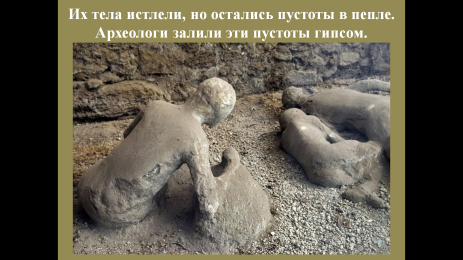 Их тела истлели, но остались пустоты в пепле.
Археологи залили эти пустоты гипсом.